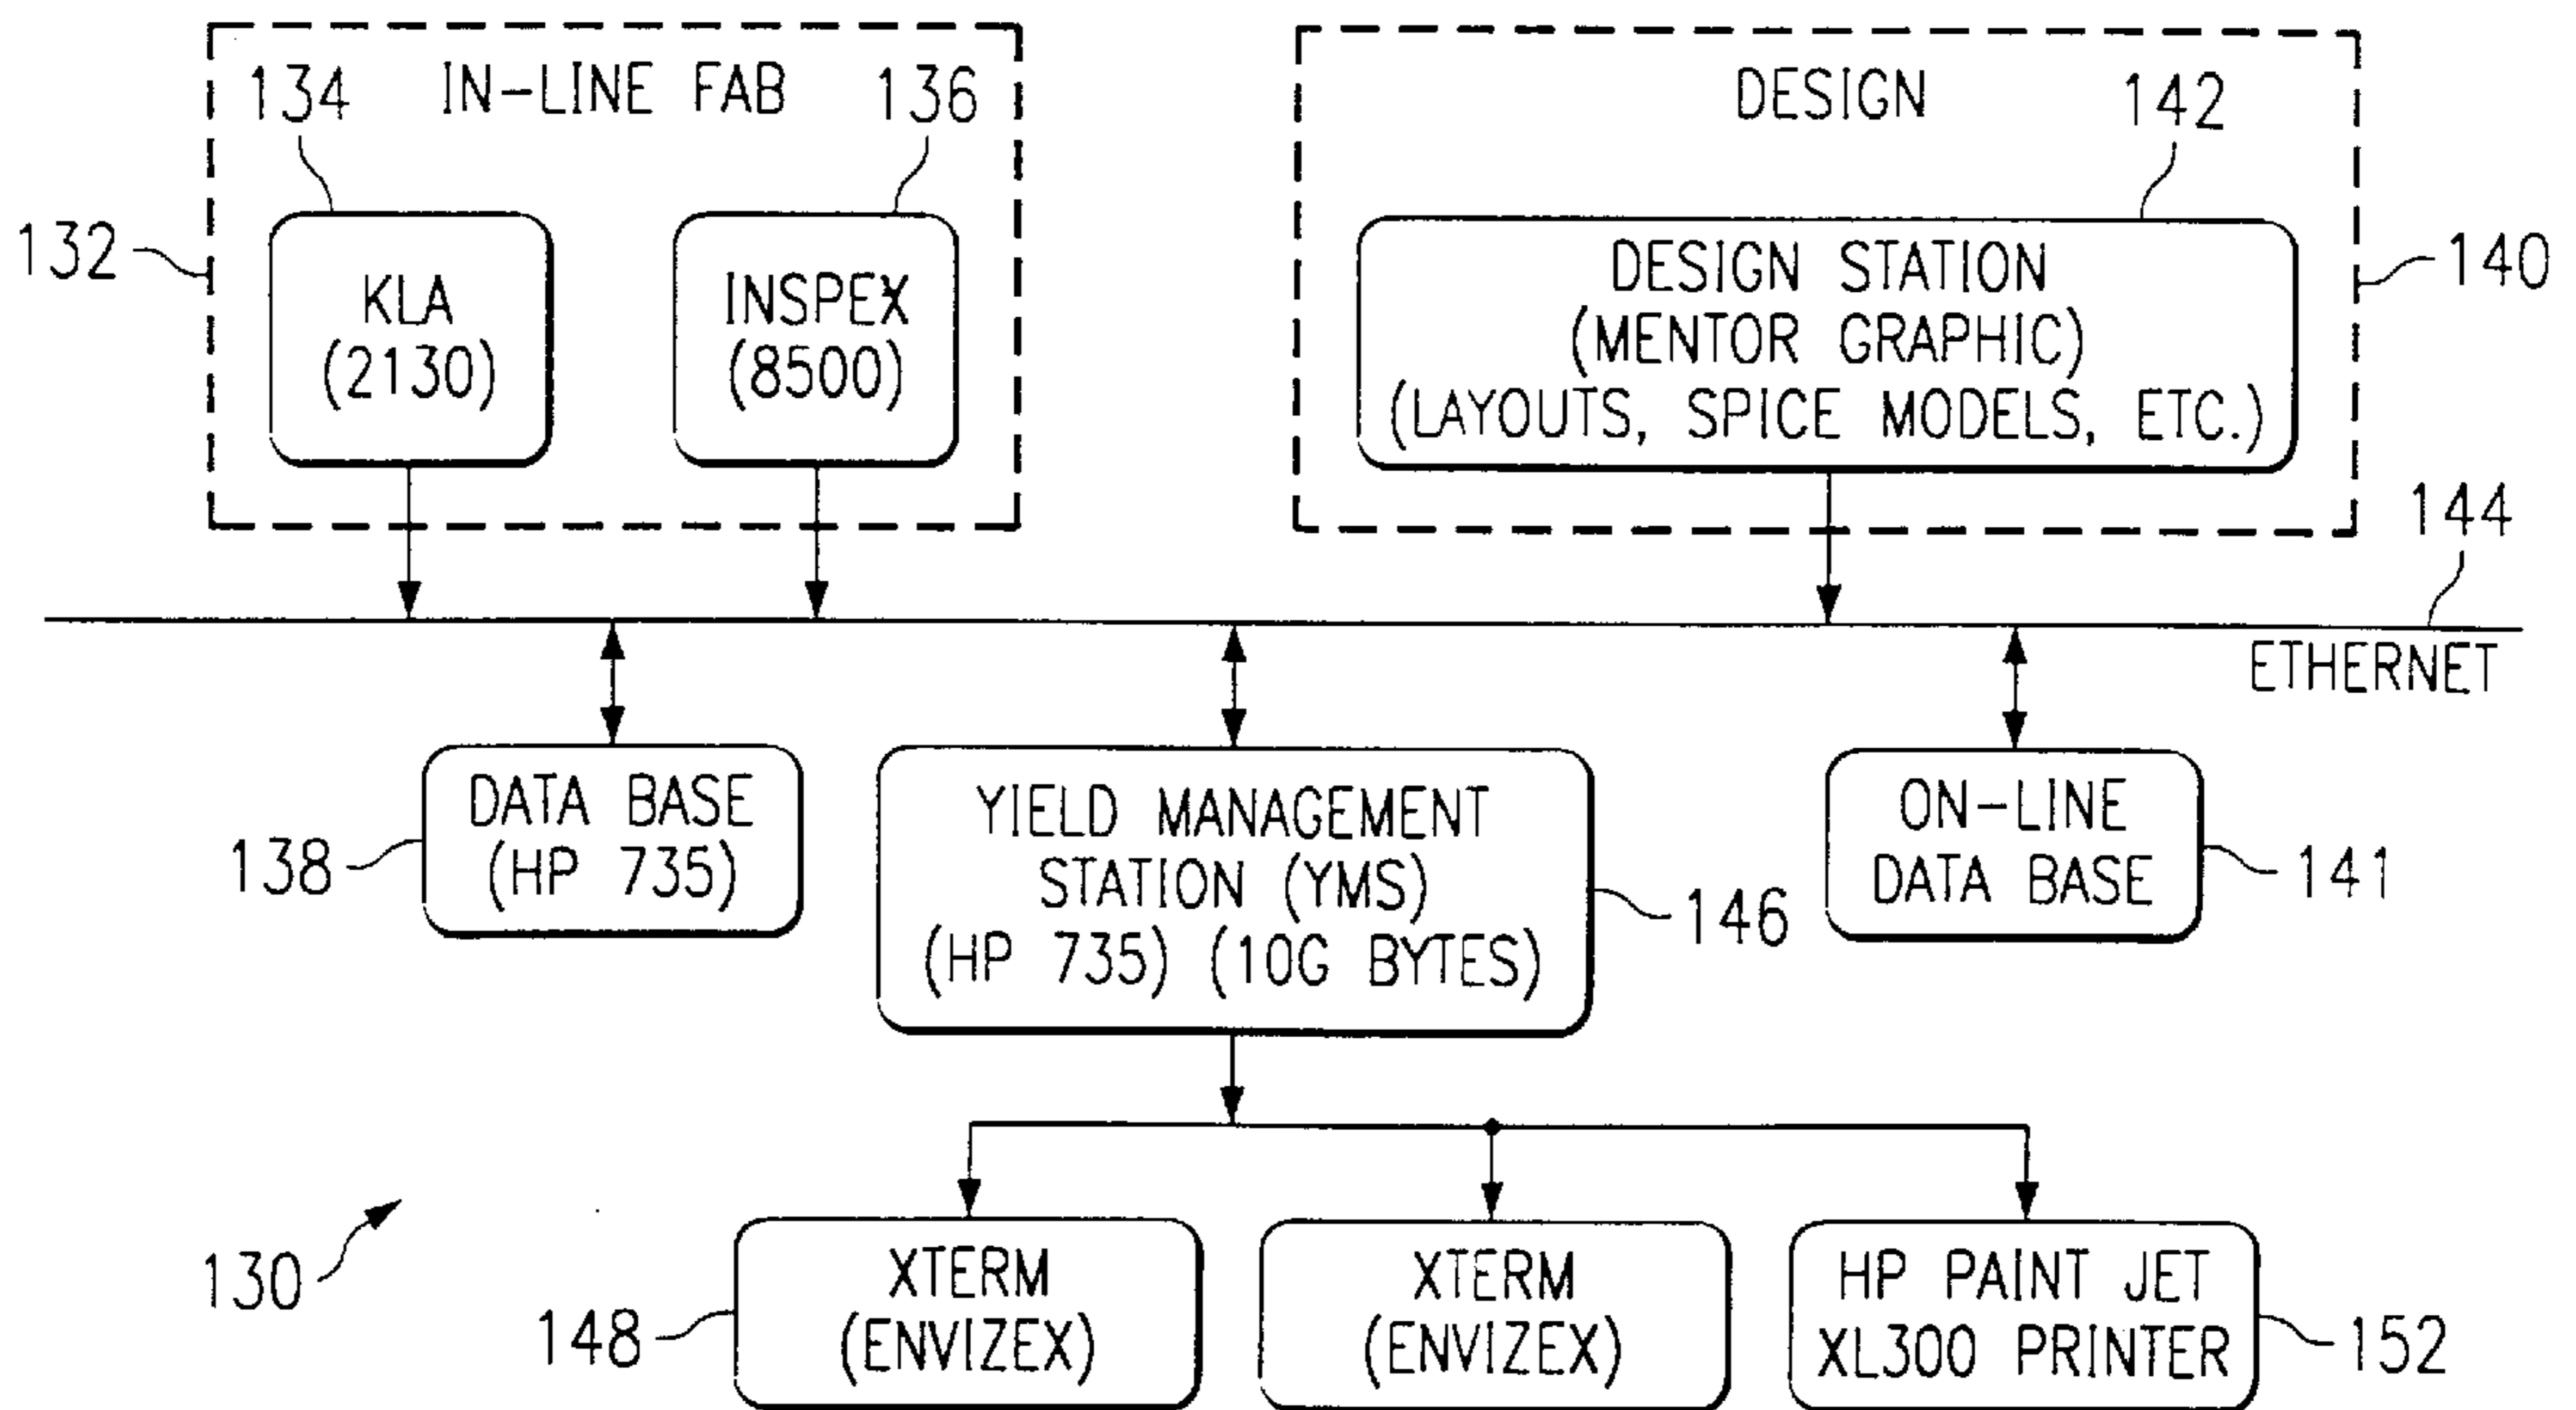 134
IN-LINE FAB
136
DESIGN
142
132
KLA
(2130)
INSPEX
(8500)
DESIGN STATION
(MENTOR GRAPHIC)
(LAYOUTS, SPICE MODELS, ETC.)
140
144
ETHERNET
138
DATA BASE
(HP 735)
YIELD MANAGEMENT
STATION (YMS)
(HP 735) (10G BYTES)
146
ON-LINE
DATA BASE
141
130
148
XTERM
(ENVIZEX)
XTERM
(ENVIZEX)
HP PAINT JET
XL300 PRINTER
152